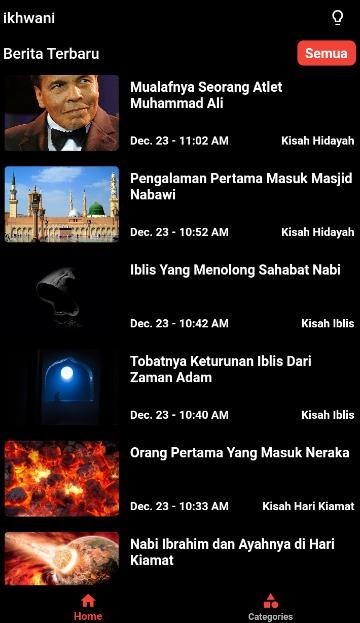 ikhwani
Berita Terbaru
Semua
Mualafnya Seorang Atlet
Muhammad Ali
Dec. 23 - 11:02 AM
Kisah Hidayah
Pengalaman Pertama Masuk Masjid
Nabawi
Dec. 23 - 10:52 AM
Kisah Hidayah
Iblis Yang Menolong Sahabat Nabi
Dec. 23 - 10:42 AM
Kisah Iblis
Tobatnya Keturunan Iblis Dari
Zaman Adam
Dec. 23 - 10:40 AM
Kisah Iblis
Orang Pertama Yang Masuk Neraka
Dec. 23 - 10:33 AM
Kisah Hari Kiamat
Nabi Ibrahim dan Ayahnya di Hari
Kiamat
Home
Categories